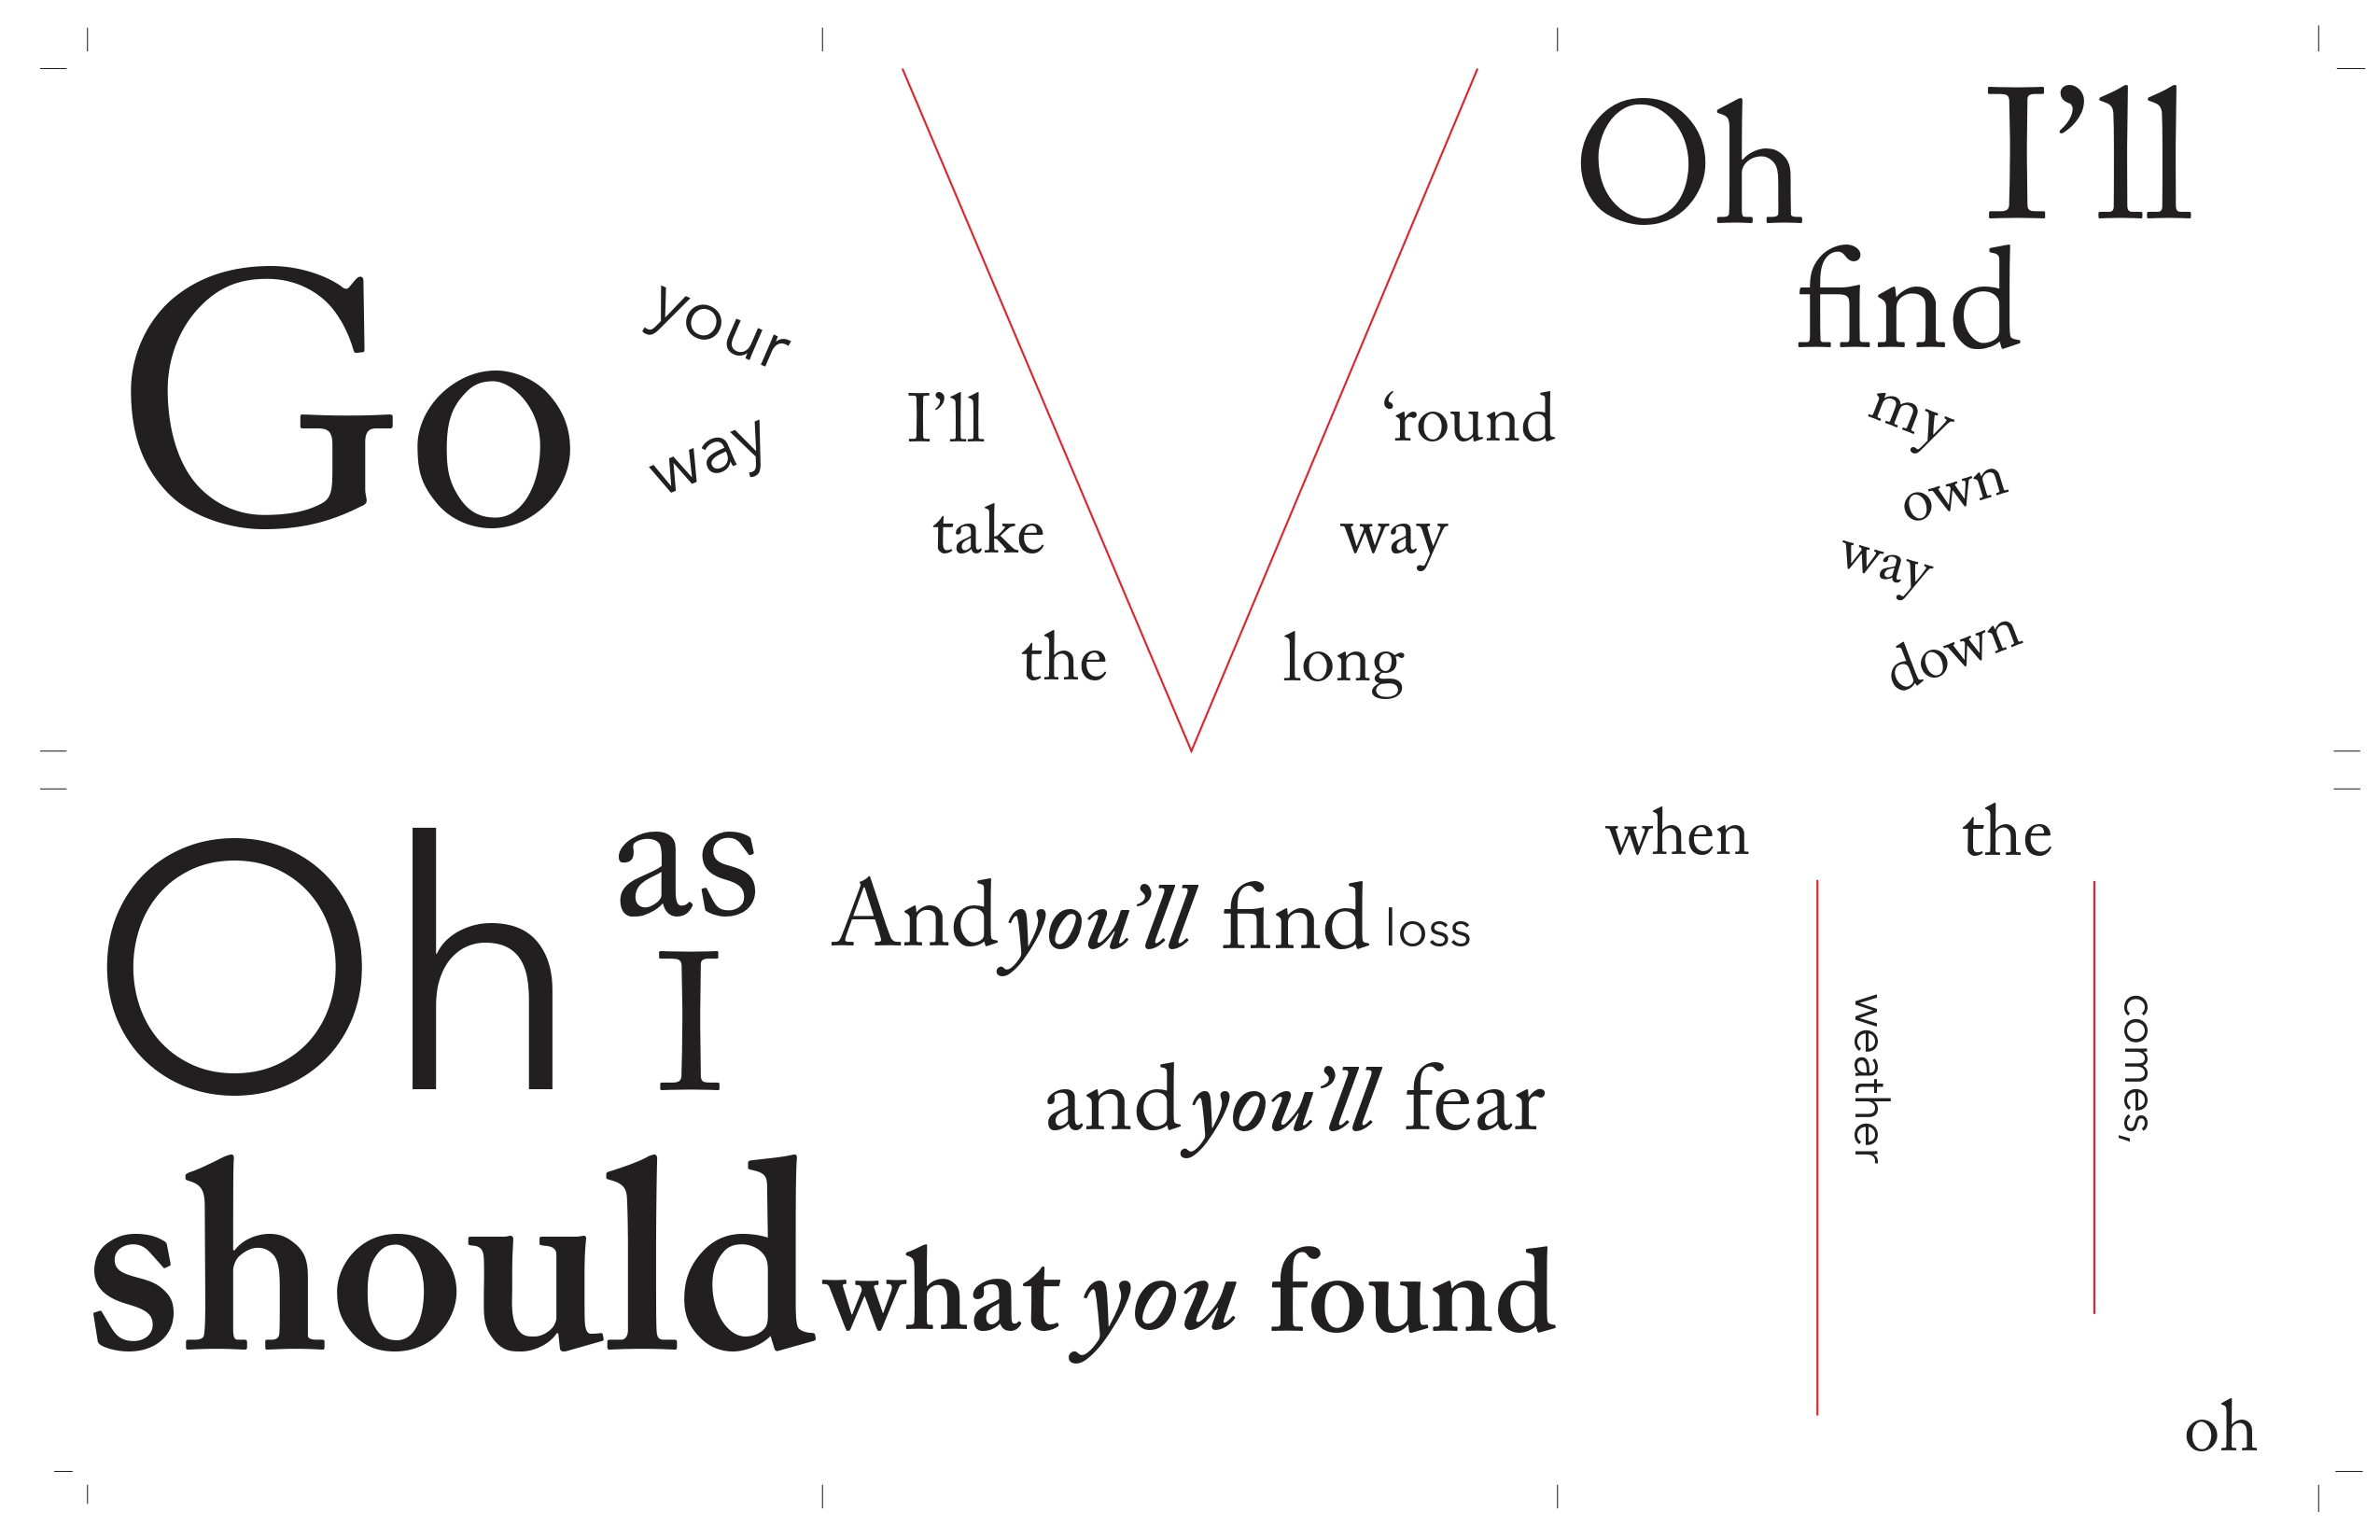 Go
your
way
I’ll
take
the
long
way
‘round
Oh I’ll
find
my
own
way
down
Oh as
I
should
And you’ll find loss
and you’ll fear
what you found
when the
weather
comes,
oh